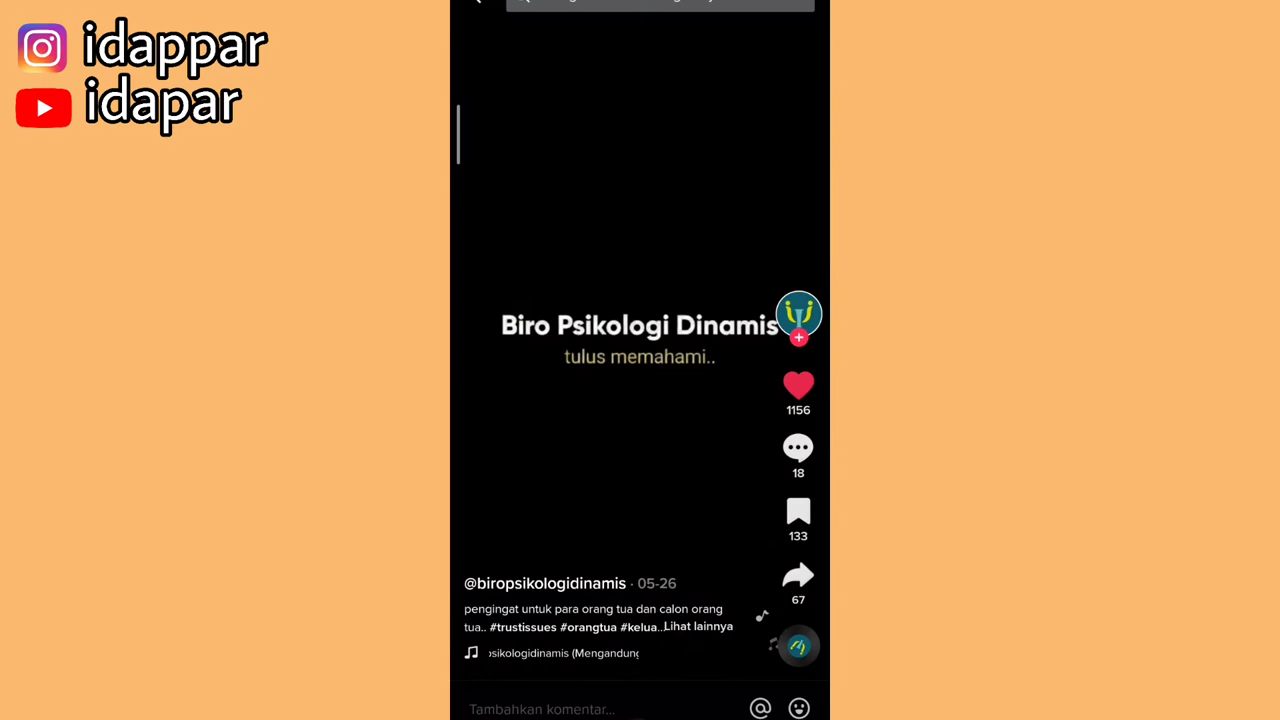 idappar
idapar
Biro Psikologi Dinamis
tulus memahami..
1156
18
133
67
@biropsikologidinamis · 05-26
pengingat untuk para orang tua dan calon orang
tua.. #trustissues #orangtua #kelua...Lihat lainnya
psikologidinamis (Mengandung
Tambahkan komentar...